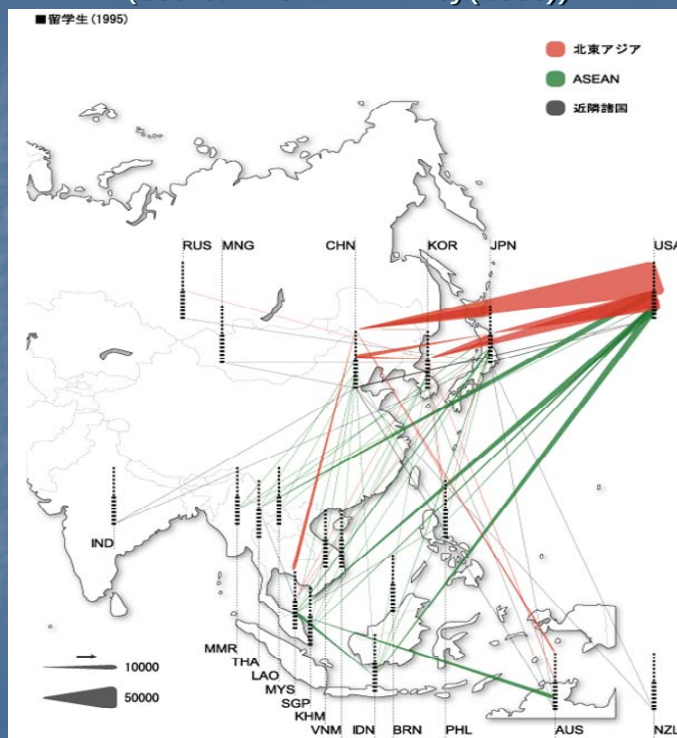 ■留学生(1995)
北東アジア
ASEAN
近隣諸国
RUS MNG CHN KOR JPN USA
IND
MMR
THA
LAO
MYS
SGP
KHM
VNM IDN BRN PHL AUS NZL
10000
50000